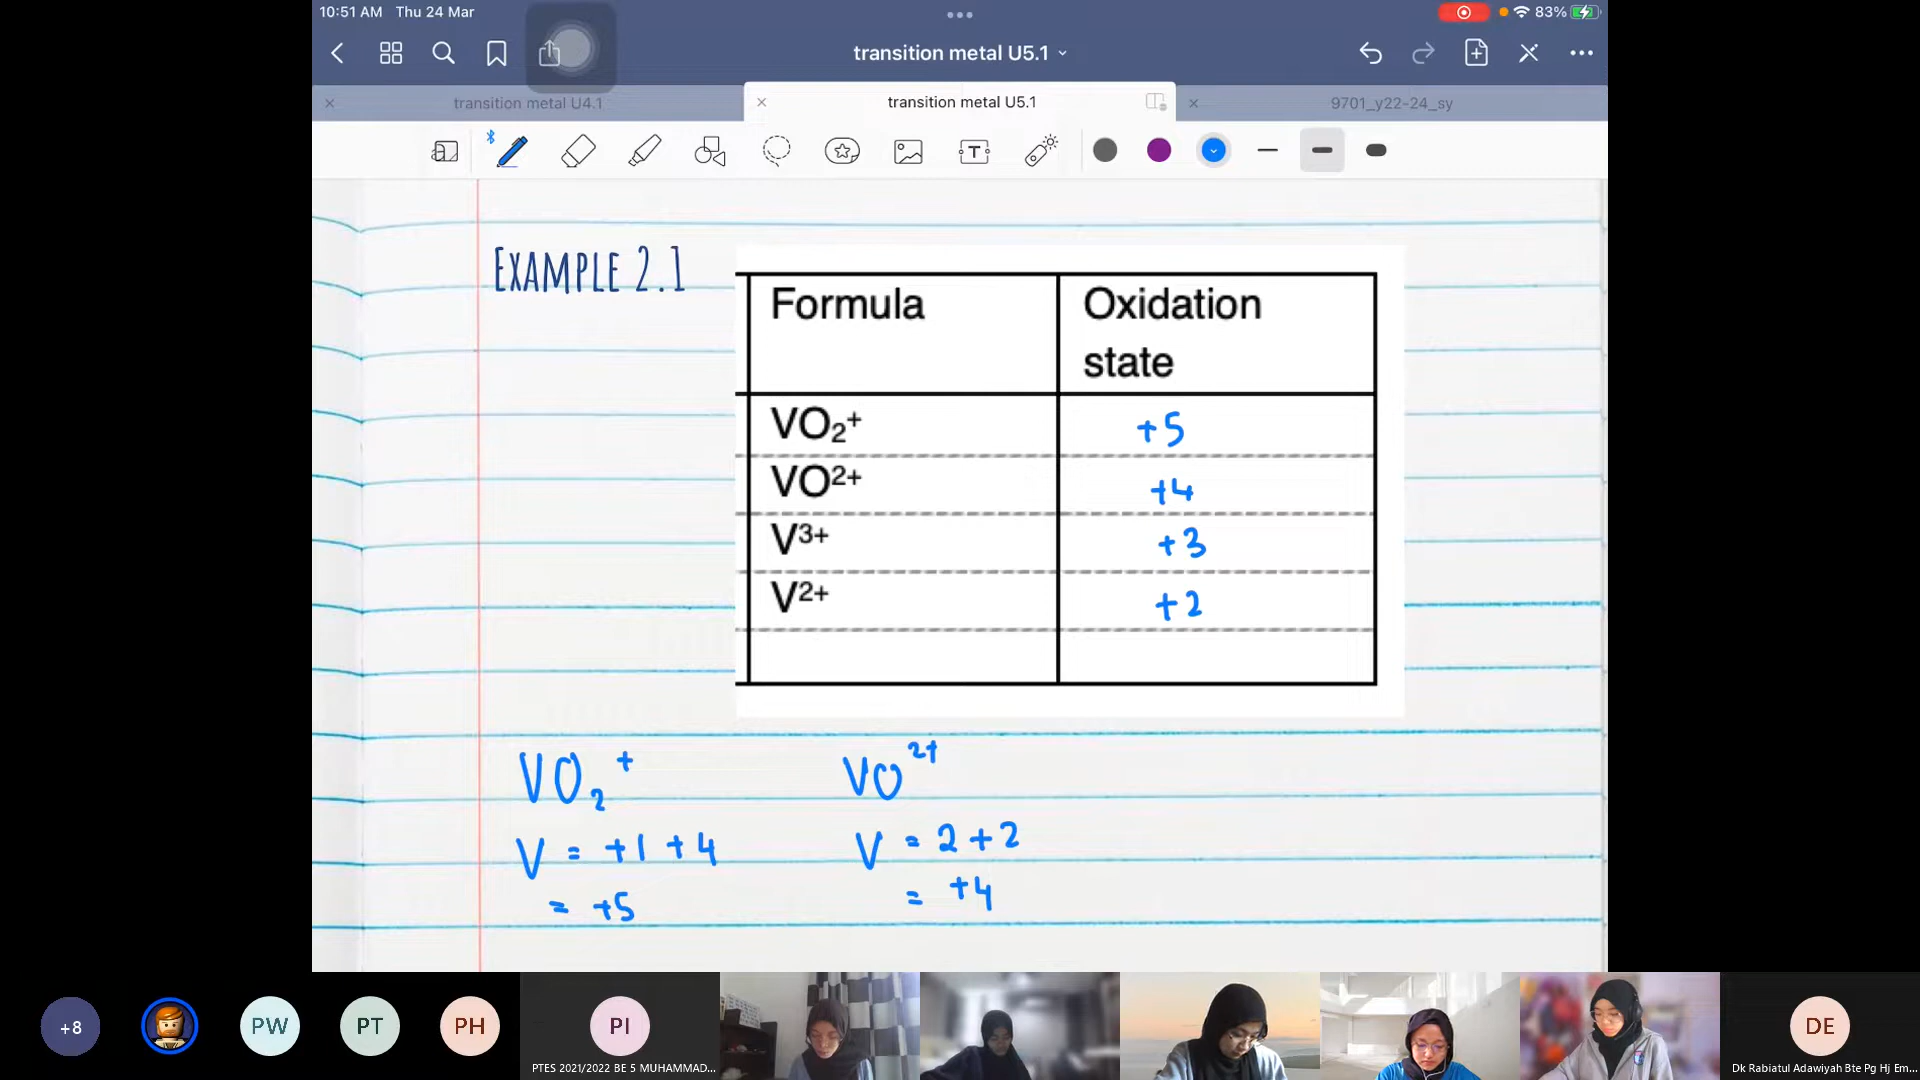 10:51 AM Thu 24 Mar
83%
transition metal U5.1
transition metal U4.1
transition metal U5.1
9701_y22-24_sy
a
T
EXAMPLE 2.1
Formula Oxidation state
VO₂⁺ +5
VO²⁺ +4
V³⁺ +3
V²⁺ +2
VO₂⁺ VO²⁺
V = +1 +4 V = 2+2
= +5 = +4
+8 PW PT PH PI DE
PTES 2021/2022 BE 5 MUHAMMAD...
Dk Rabiatul Adawiyah Bte Pg Hj Em...